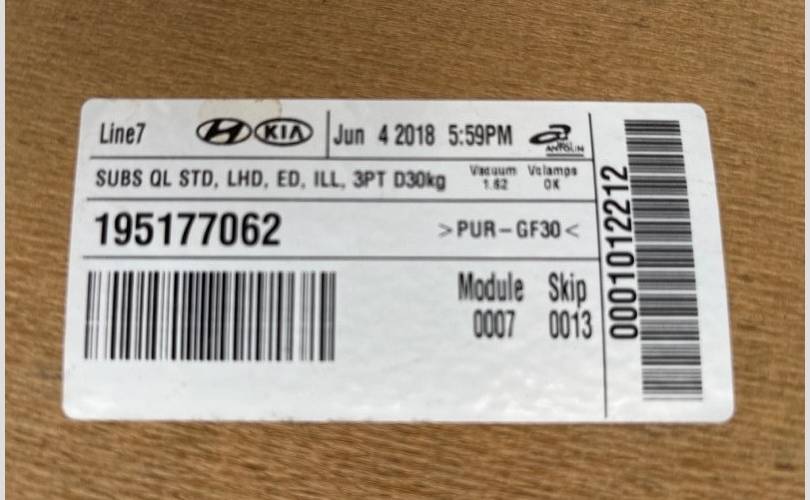 Line7 KIA Jun 4 2018 5:59PM ANTOLIN
SUBS QL STD, LHD, ED, ILL, 3PT D30kg
Vacuum Vclamps
1.62 OK
195177062 >PUR-GF30<
Module Skip
0007 0013
0001012212